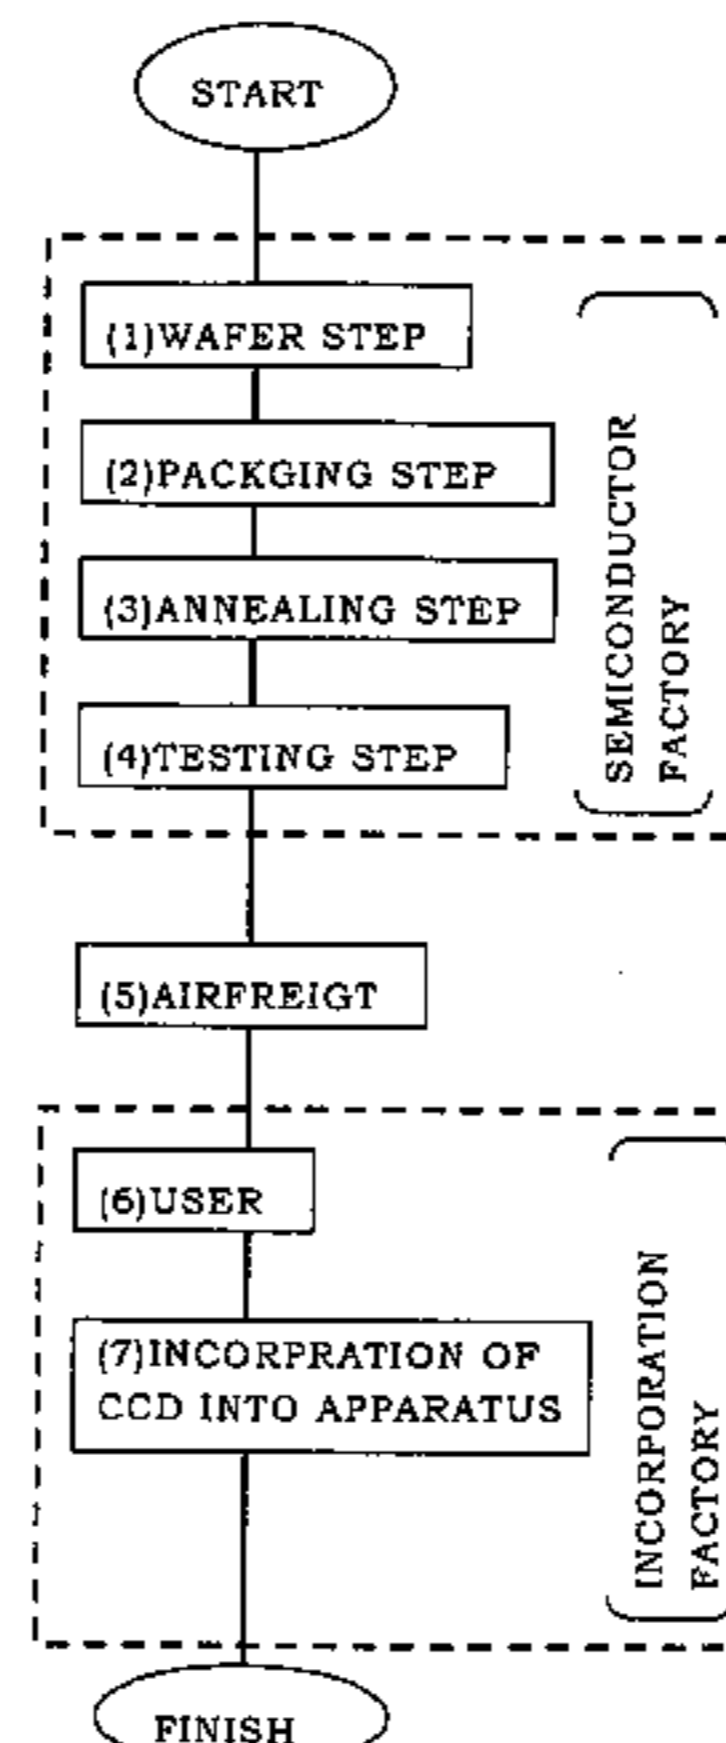 START
(1)WAFER STEP
(2)PACKGING STEP
(3)ANNEALING STEP
(4)TESTING STEP
SEMICONDUCTOR
FACTORY
(5)AIRFREIGT
(6)USER
(7)INCORPRATION OF
CCD INTO APPARATUS
INCORPORATION
FACTORY
FINISH